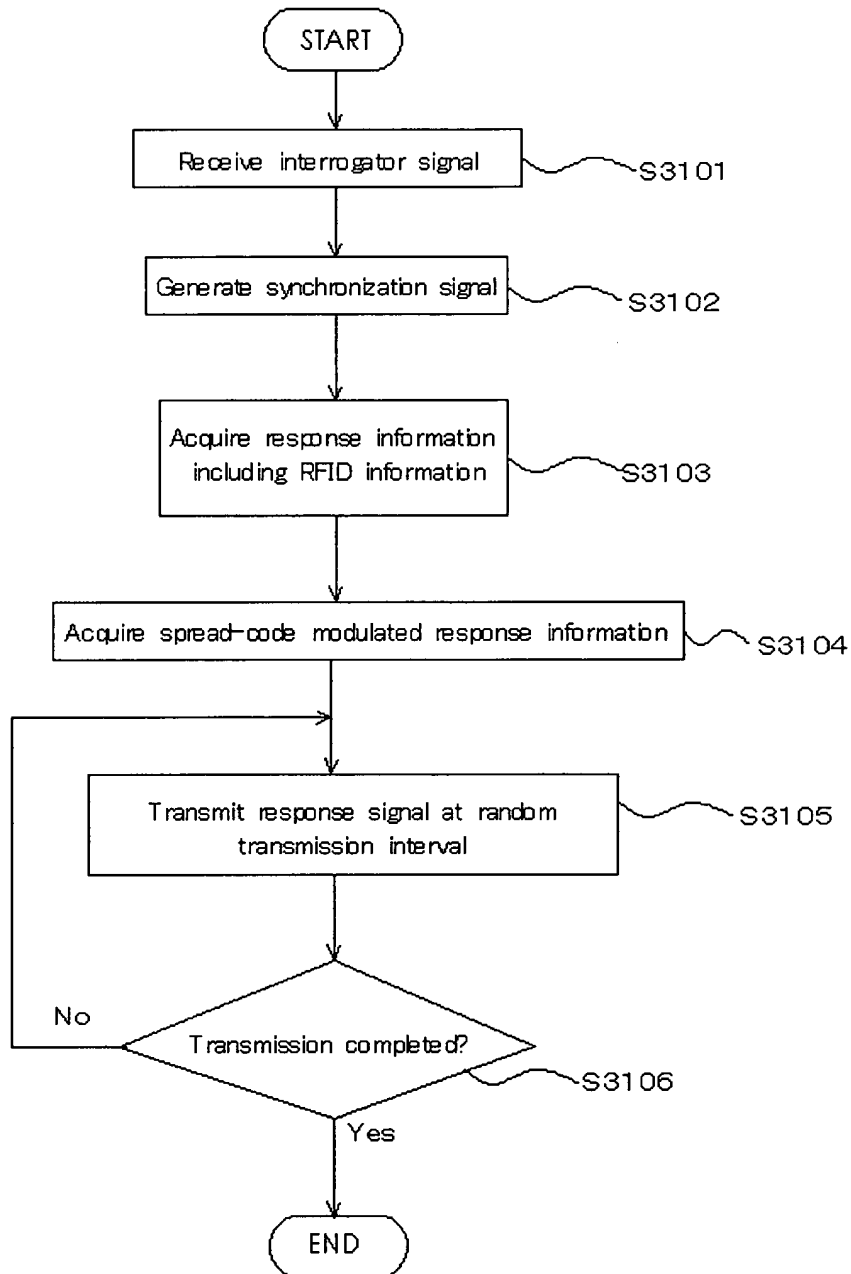 START
Receive interrogator signal
S3101
Generate synchronization signal
S3102
Acquire response information
including RFID information
S3103
Acquire spread-code modulated response information
S3104
Transmit response signal at random
transmission interval
S3105
No
Transmission completed?
S3106
Yes
END